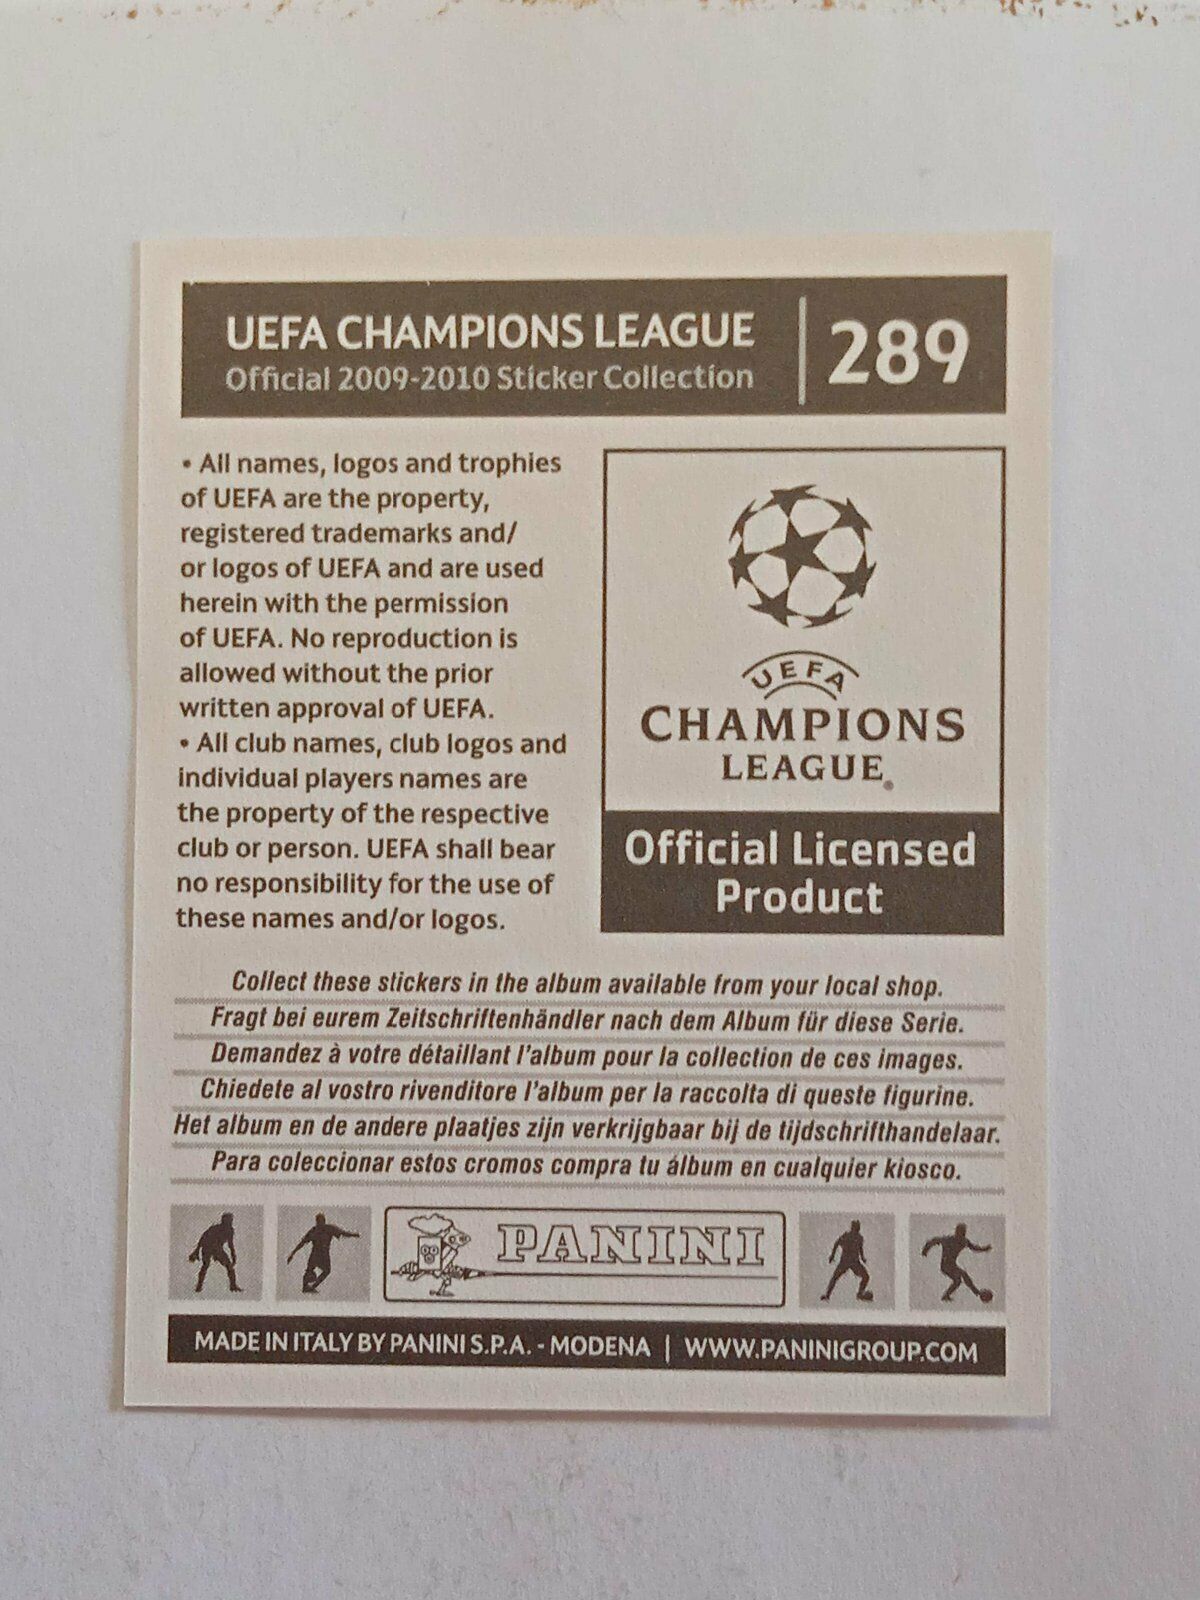 UEFA CHAMPIONS LEAGUE
Official 2009-2010 Sticker Collection
289
• All names, logos and trophies
of UEFA are the property,
registered trademarks and/
or logos of UEFA and are used
herein with the permission
of UEFA. No reproduction is
allowed without the prior
written approval of UEFA.
• All club names, club logos and
individual players names are
the property of the respective
club or person. UEFA shall bear
no responsibility for the use of
these names and/or logos.
UEFA
CHAMPIONS
LEAGUE
Official Licensed
Product
Collect these stickers in the album available from your local shop.
Fragt bei eurem Zeitschriftenhändler nach dem Album für diese Serie.
Demandez à votre détaillant l'album pour la collection de ces images.
Chiedete al vostro rivenditore l'album per la raccolta di queste figurine.
Het album en de andere plaatjes zijn verkrijgbaar bij de tijdschrifthandelaar.
Para coleccionar estos cromos compra tu álbum en cualquier kiosco.
PANINI
MADE IN ITALY BY PANINI S.P.A. - MODENA | WWW.PANINIGROUP.COM